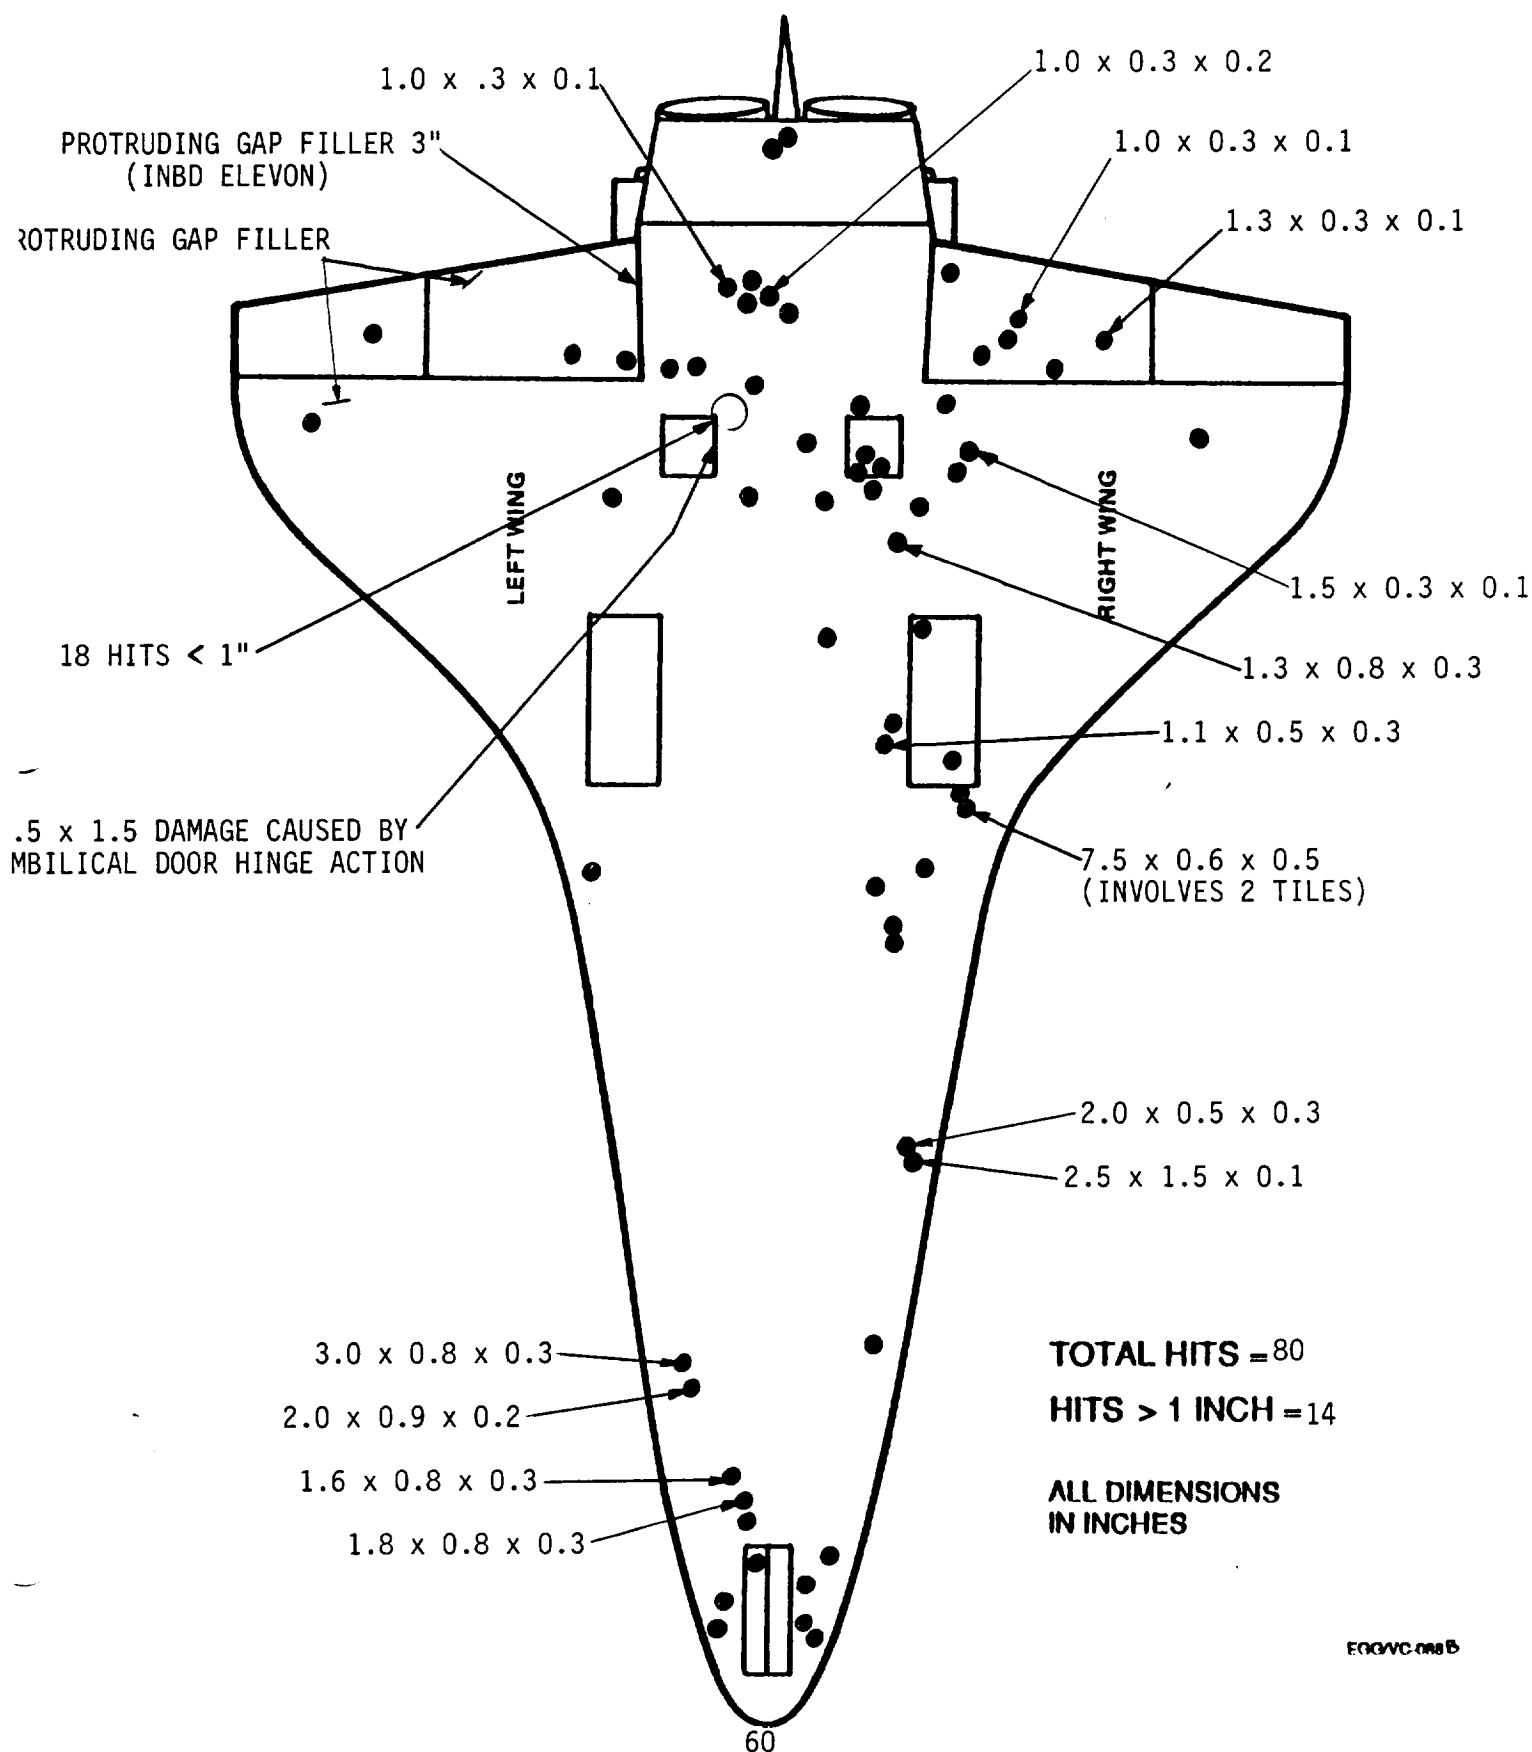 1.0 x .3 x 0.1
1.0 x 0.3 x 0.2
PROTRUDING GAP FILLER 3"
(INBD ELEVON)
1.0 x 0.3 x 0.1
ROTRUDING GAP FILLER
1.3 x 0.3 x 0.1
LEFT WING
RIGHT WING
1.5 x 0.3 x 0.1
18 HITS < 1"
1.3 x 0.8 x 0.3
1.1 x 0.5 x 0.3
.5 x 1.5 DAMAGE CAUSED BY
MBILICAL DOOR HINGE ACTION
7.5 x 0.6 x 0.5
(INVOLVES 2 TILES)
2.0 x 0.5 x 0.3
2.5 x 1.5 x 0.1
3.0 x 0.8 x 0.3
2.0 x 0.9 x 0.2
1.6 x 0.8 x 0.3
1.8 x 0.8 x 0.3
TOTAL HITS = 80
HITS > 1 INCH = 14
ALL DIMENSIONS
IN INCHES
60